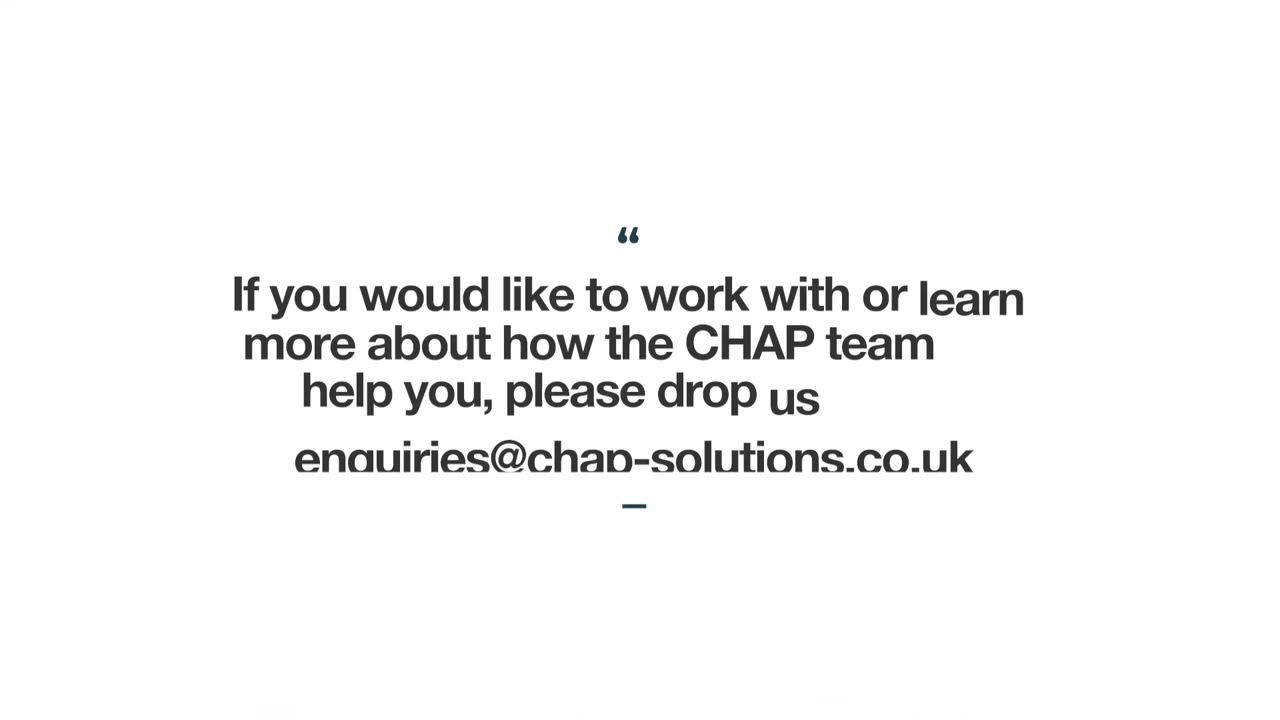 “
If you would like to work with or learn
more about how the CHAP team
help you, please drop us
enquiries@chap-solutions.co.uk